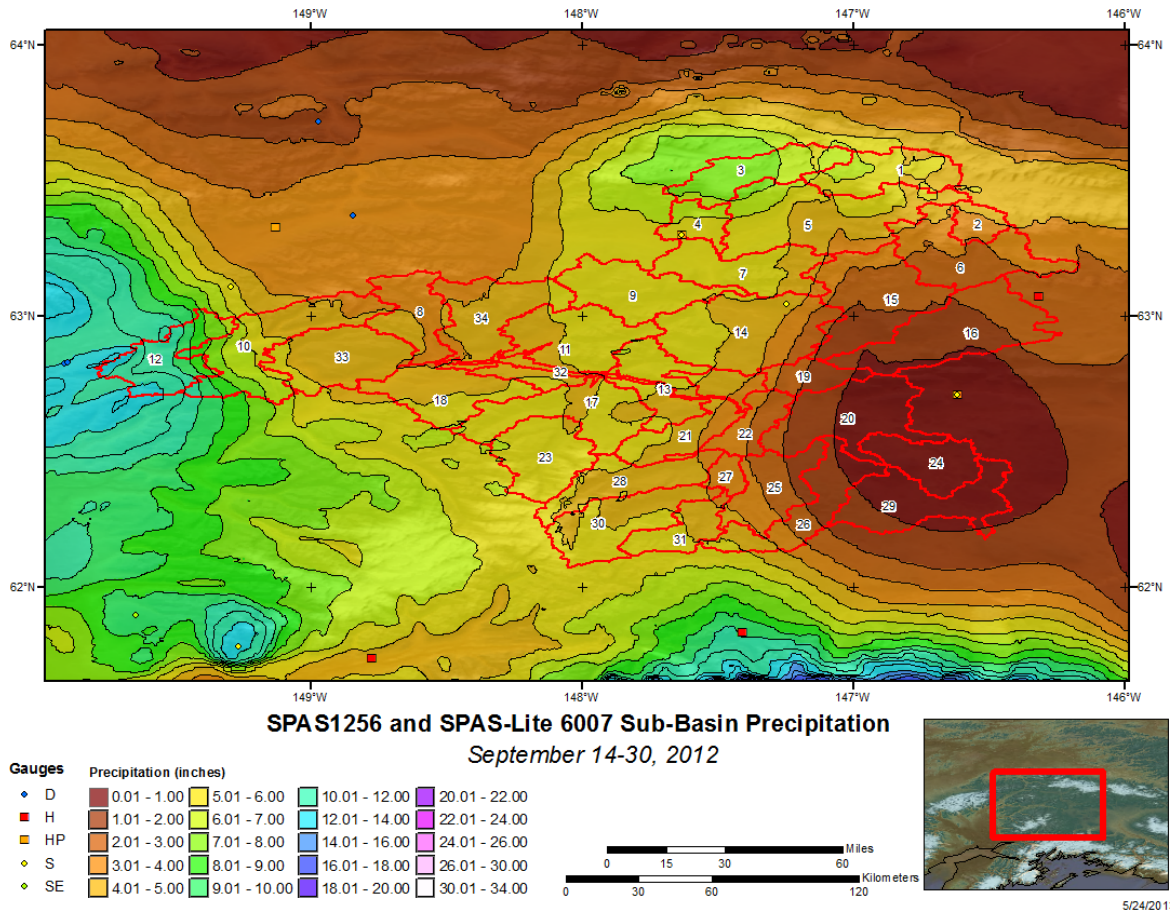 149°W 148°W 147°W 146°W
64°N 64°N
3 1
4 5 2
7 6
9 15
63°N 63°N
8 34 14 16
12 10 33 11
32 19
18 17 13
20
21 22
23 24
28 27 25
29
30 26
31
62°N 62°N
149°W 148°W 147°W 146°W
SPAS1256 and SPAS-Lite 6007 Sub-Basin Precipitation
September 14-30, 2012
Gauges
D
H
HP
S
SE
Precipitation (inches)
0.01 - 1.00 5.01 - 6.00 10.01 - 12.00 20.01 - 22.00
1.01 - 2.00 6.01 - 7.00 12.01 - 14.00 22.01 - 24.00
2.01 - 3.00 7.01 - 8.00 14.01 - 16.00 24.01 - 26.00
3.01 - 4.00 8.01 - 9.00 16.01 - 18.00 26.01 - 30.00
4.01 - 5.00 9.01 - 10.00 18.01 - 20.00 30.01 - 34.00
Miles
0 15 30 60
Kilometers
0 30 60 120
5/24/201